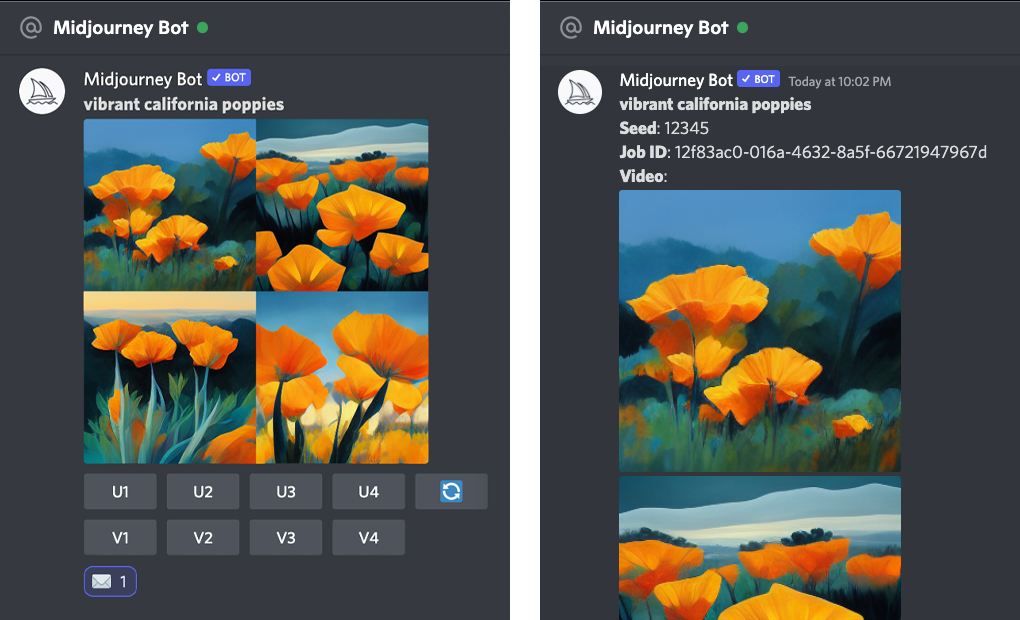 @ Midjourney Bot
Midjourney Bot ✓ BOT
vibrant california poppies
U1 U2 U3 U4
V1 V2 V3 V4
1
@ Midjourney Bot
Midjourney Bot ✓ BOT Today at 10:02 PM
vibrant california poppies
Seed: 12345
Job ID: 12f83ac0-016a-4632-8a5f-66721947967d
Video: